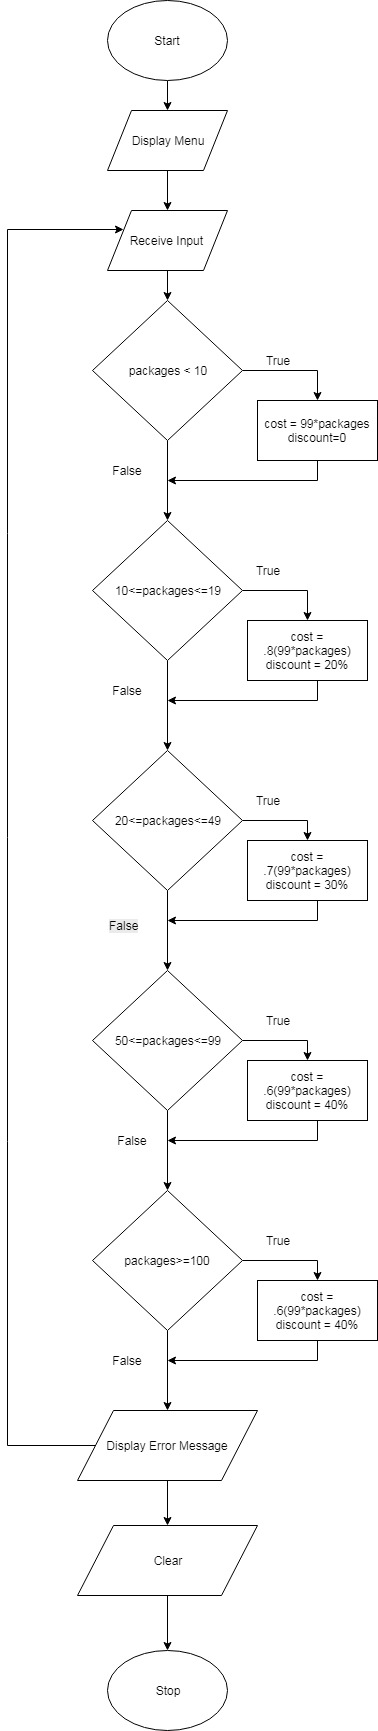 Start
Display Menu
Receive Input
packages < 10
True
cost = 99*packages
discount=0
False
10<=packages<=19
True
cost =
.8(99*packages)
discount = 20%
False
20<=packages<=49
True
cost =
.7(99*packages)
discount = 30%
False
50<=packages<=99
True
cost =
.6(99*packages)
discount = 40%
False
packages>=100
True
cost =
.6(99*packages)
discount = 40%
False
Display Error Message
Clear
Stop